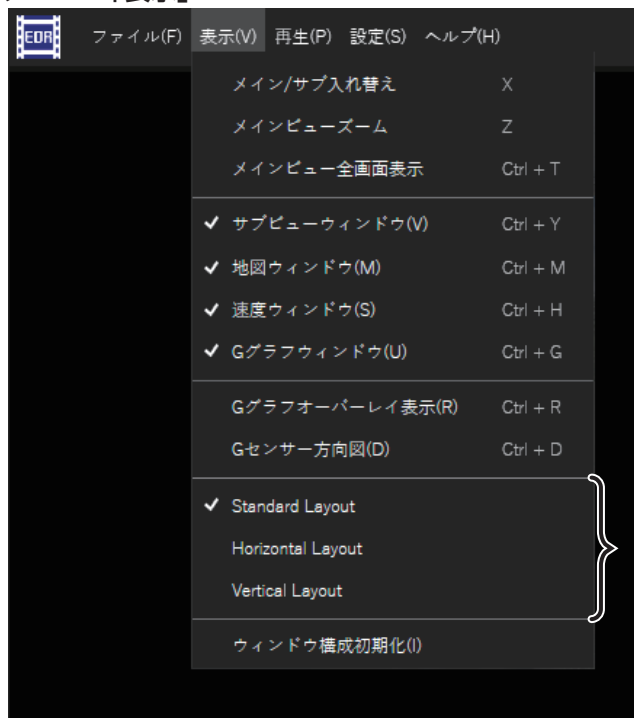 EDR ファイル(F) 表示(V) 再生(P) 設定(S) ヘルプ(H)
メイン/サブ入れ替え X
メインビューズーム Z
メインビュー全画面表示 Ctrl + T
✓ サブビューウィンドウ(V) Ctrl + Y
✓ 地図ウィンドウ(M) Ctrl + M
✓ 速度ウィンドウ(S) Ctrl + H
✓ Gグラフウィンドウ(U) Ctrl + G
Gグラフオーバーレイ表示(R) Ctrl + R
Gセンサー方向図(D) Ctrl + D
✓ Standard Layout
Horizontal Layout
Vertical Layout
ウィンドウ構成初期化(I)